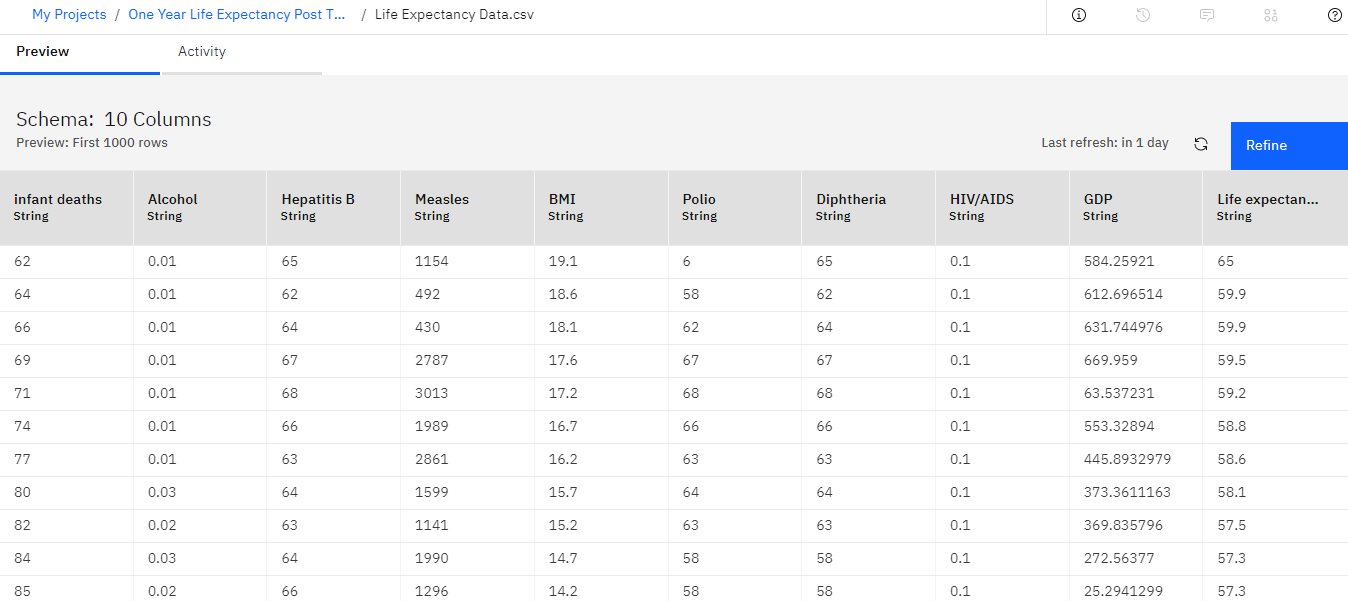 My Projects / One Year Life Expectancy Post T... / Life Expectancy Data.csv
Preview Activity
Schema: 10 Columns
Preview: First 1000 rows
Last refresh: in 1 day
Refine
infant deaths Alcohol Hepatitis B Measles BMI Polio Diphtheria HIV/AIDS GDP Life expectan...
String String String String String String String String String String
62 0.01 65 1154 19.1 6 65 0.1 584.25921 65
64 0.01 62 492 18.6 58 62 0.1 612.696514 59.9
66 0.01 64 430 18.1 62 64 0.1 631.744976 59.9
69 0.01 67 2787 17.6 67 67 0.1 669.959 59.5
71 0.01 68 3013 17.2 68 68 0.1 63.537231 59.2
74 0.01 66 1989 16.7 66 66 0.1 553.32894 58.8
77 0.01 63 2861 16.2 63 63 0.1 445.8932979 58.6
80 0.03 64 1599 15.7 64 64 0.1 373.3611163 58.1
82 0.02 63 1141 15.2 63 63 0.1 369.835796 57.5
84 0.03 64 1990 14.7 58 58 0.1 272.56377 57.3
85 0.02 66 1296 14.2 58 58 0.1 25.2941299 57.3